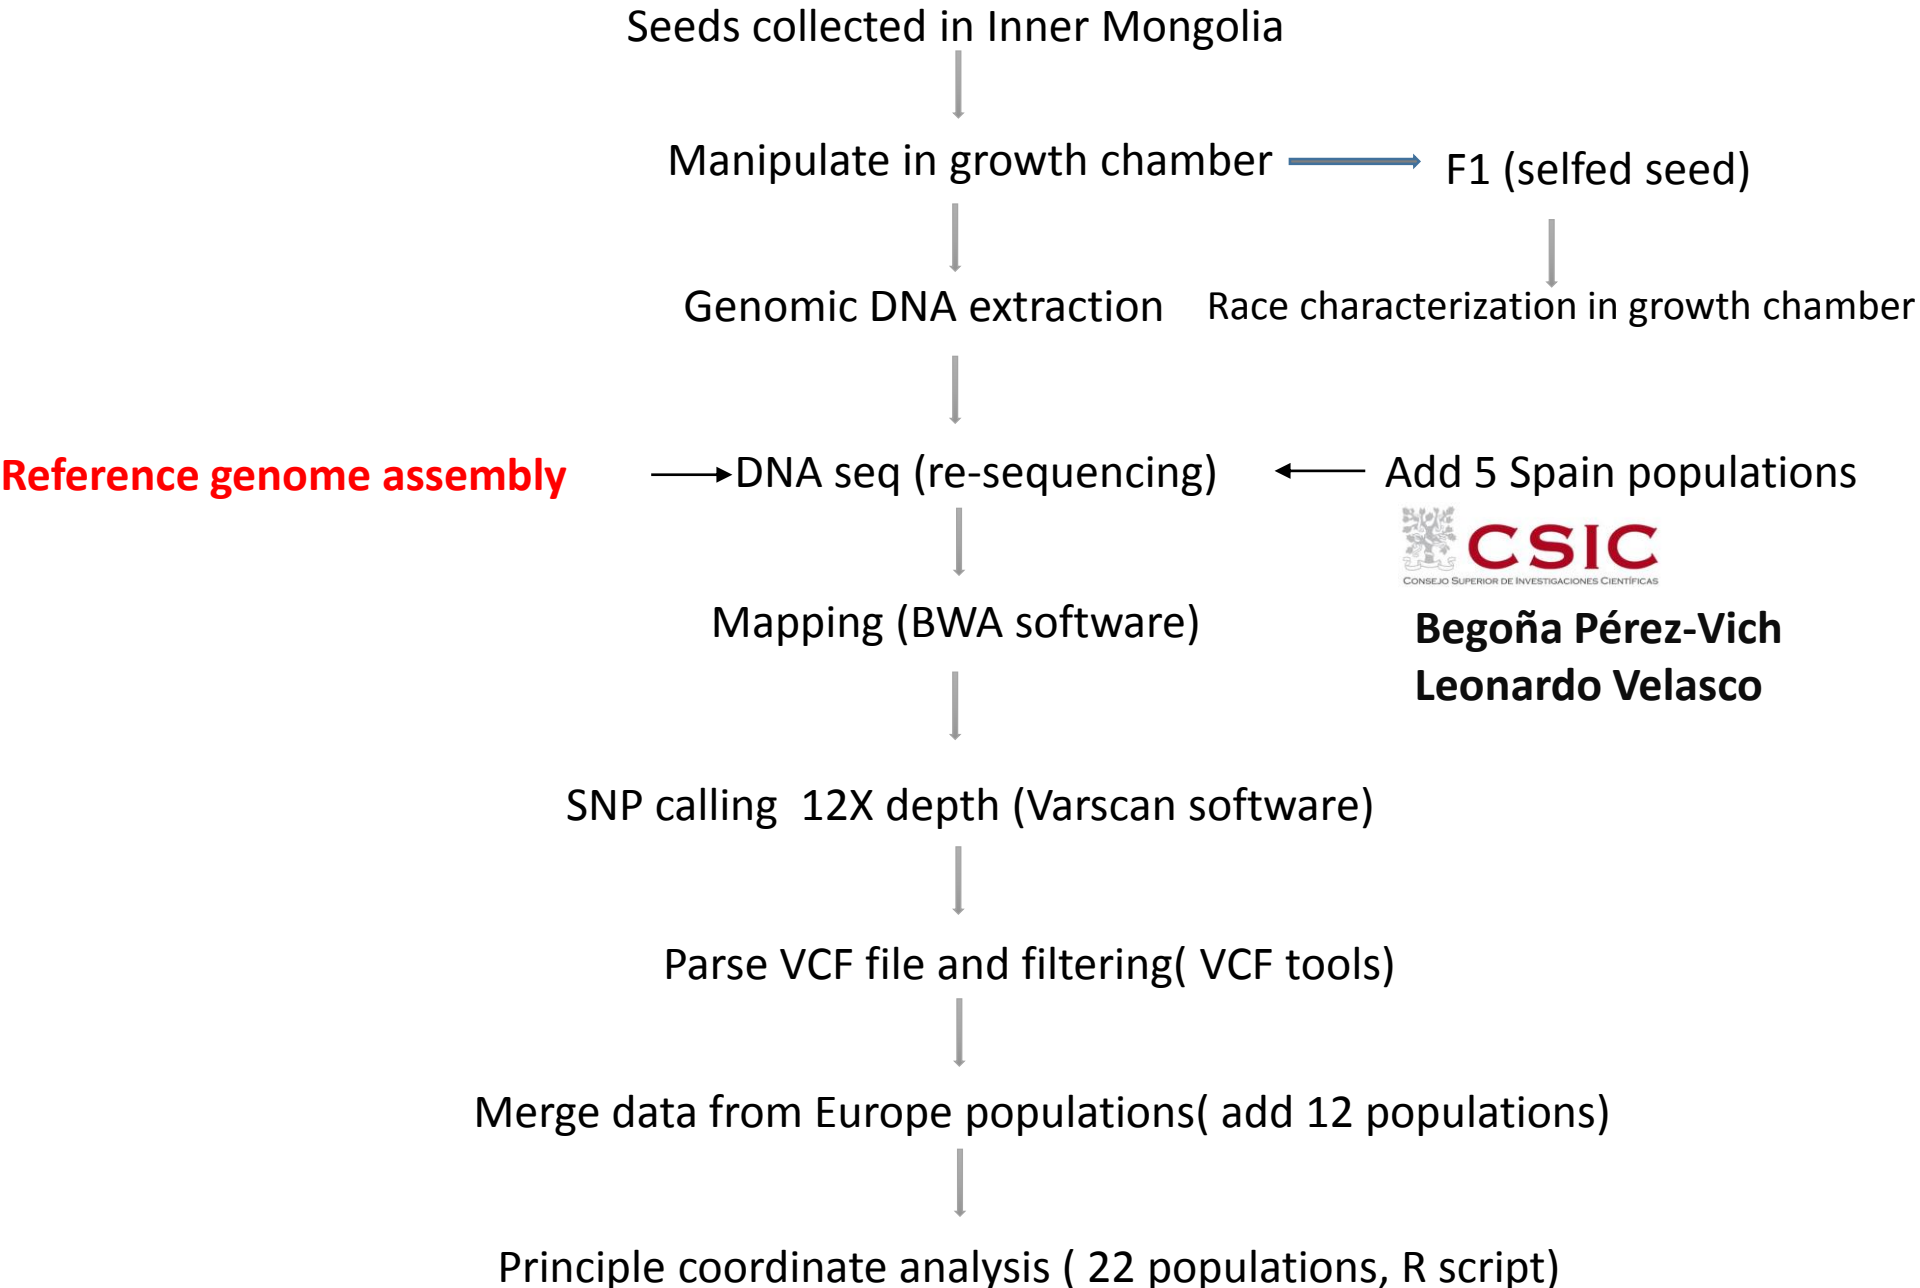 Seeds collected in Inner Mongolia
Manipulate in growth chamber
F1 (selfed seed)
Genomic DNA extraction
Race characterization in growth chamber
Reference genome assembly
DNA seq (re-sequencing)
Add 5 Spain populations
CSIC
CONSEJO SUPERIOR DE INVESTIGACIONES CIENTÍFICAS
Mapping (BWA software)
Begoña Pérez-Vich
Leonardo Velasco
SNP calling  12X depth (Varscan software)
Parse VCF file and filtering( VCF tools)
Merge data from Europe populations( add 12 populations)
Principle coordinate analysis ( 22 populations, R script)